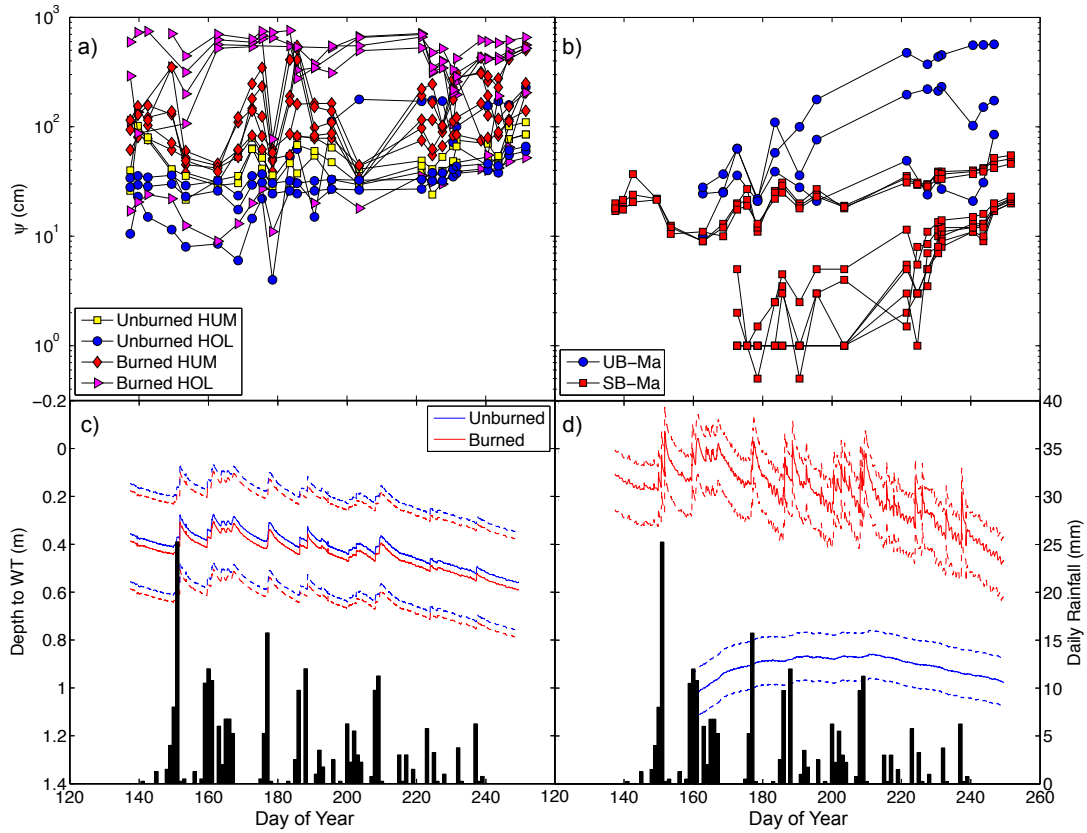 10³
a)
b)
10²
ψ (cm)
10¹
10⁰
Unburned HUM
Unburned HOL
Burned HUM
Burned HOL
UB−Ma
SB−Ma
−0.2
0
0.2
0.4
0.6
0.8
1
1.2
1.4
Depth to WT (m)
c)
Unburned
Burned
d)
40
35
30
25
20
15
10
5
0
Daily Rainfall (mm)
120 140 160 180 200 220 240 120
140 160 180 200 220 240 260
Day of Year
Day of Year